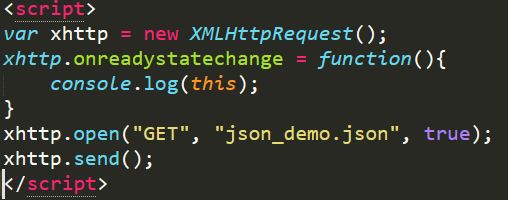 <script>
var xhttp = new XMLHttpRequest();
xhttp.onreadystatechange = function(){
    console.log(this);
}
xhttp.open("GET", "json_demo.json", true);
xhttp.send();
</script>